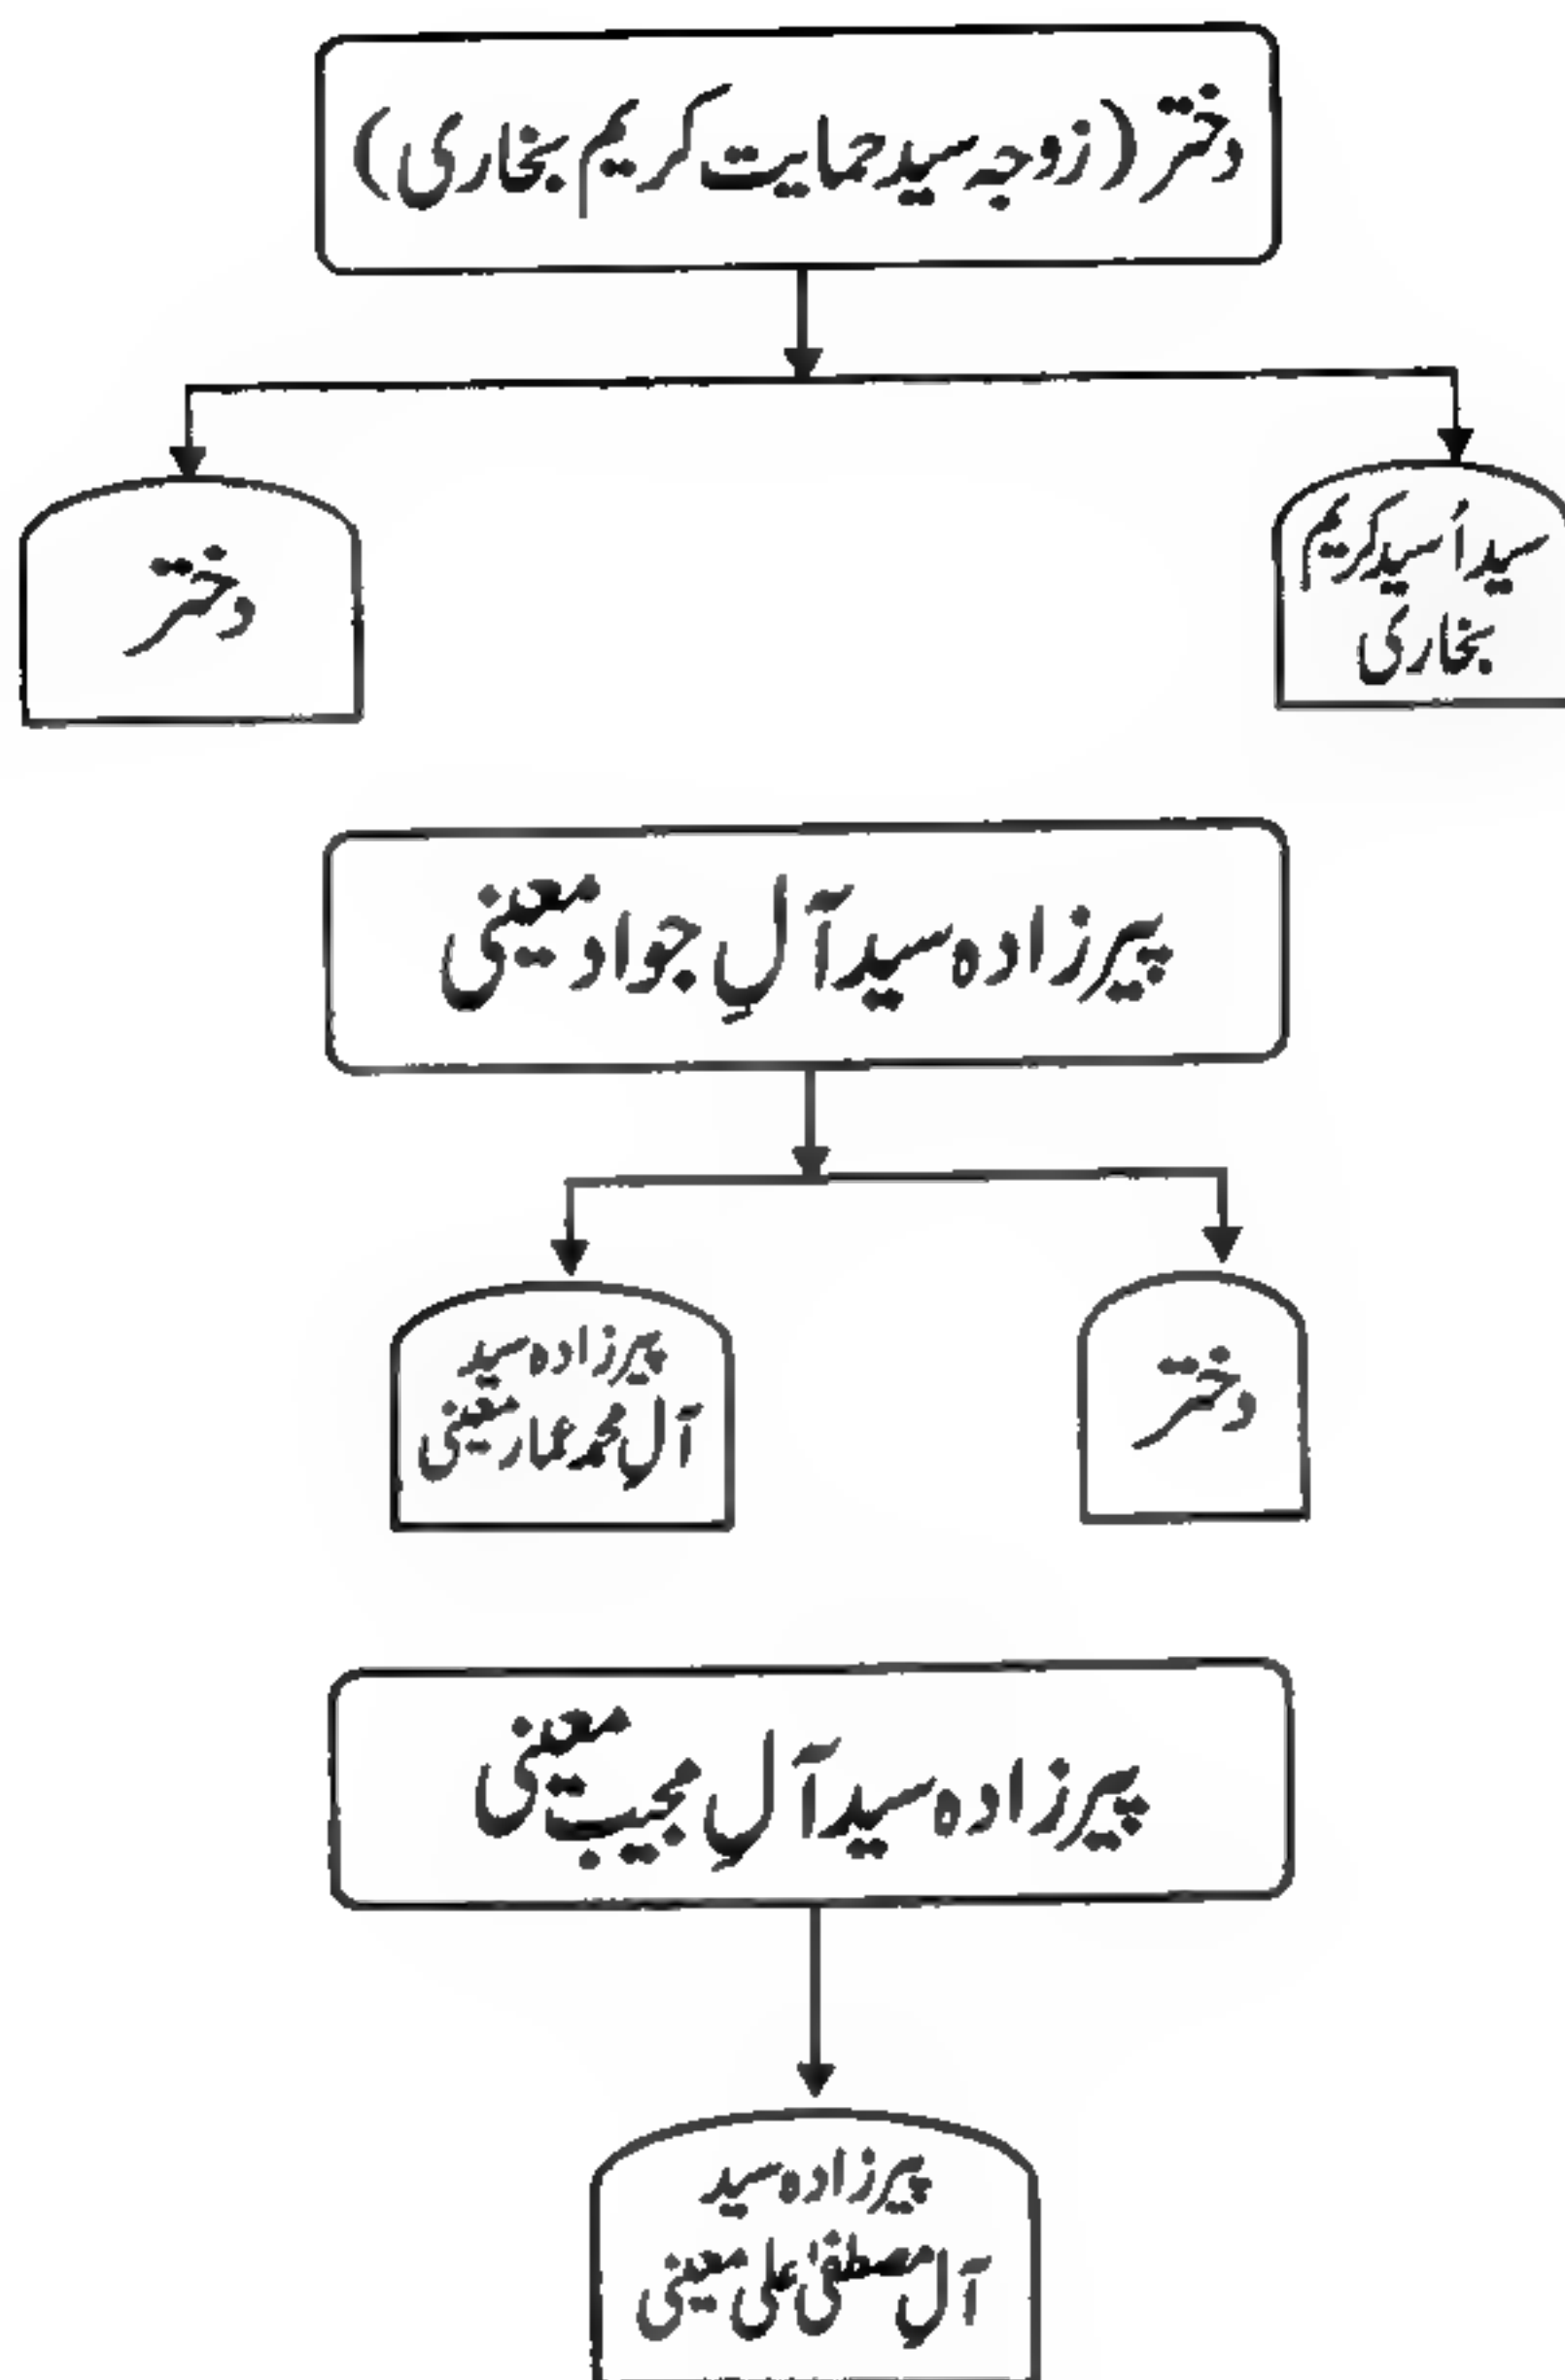 دختر (زوجہ سید حمایت کریم بخاری)
سید اُسید کریم
بخاری
دختر
پیرزادہ سید آلِ جواد معینی
دختر
پیرزادہ سید
آلِ محمد عمار معینی
پیرزادہ سید آلِ مجیب معینی
پیرزادہ سید
آلِ مصطفیٰ علی معینی